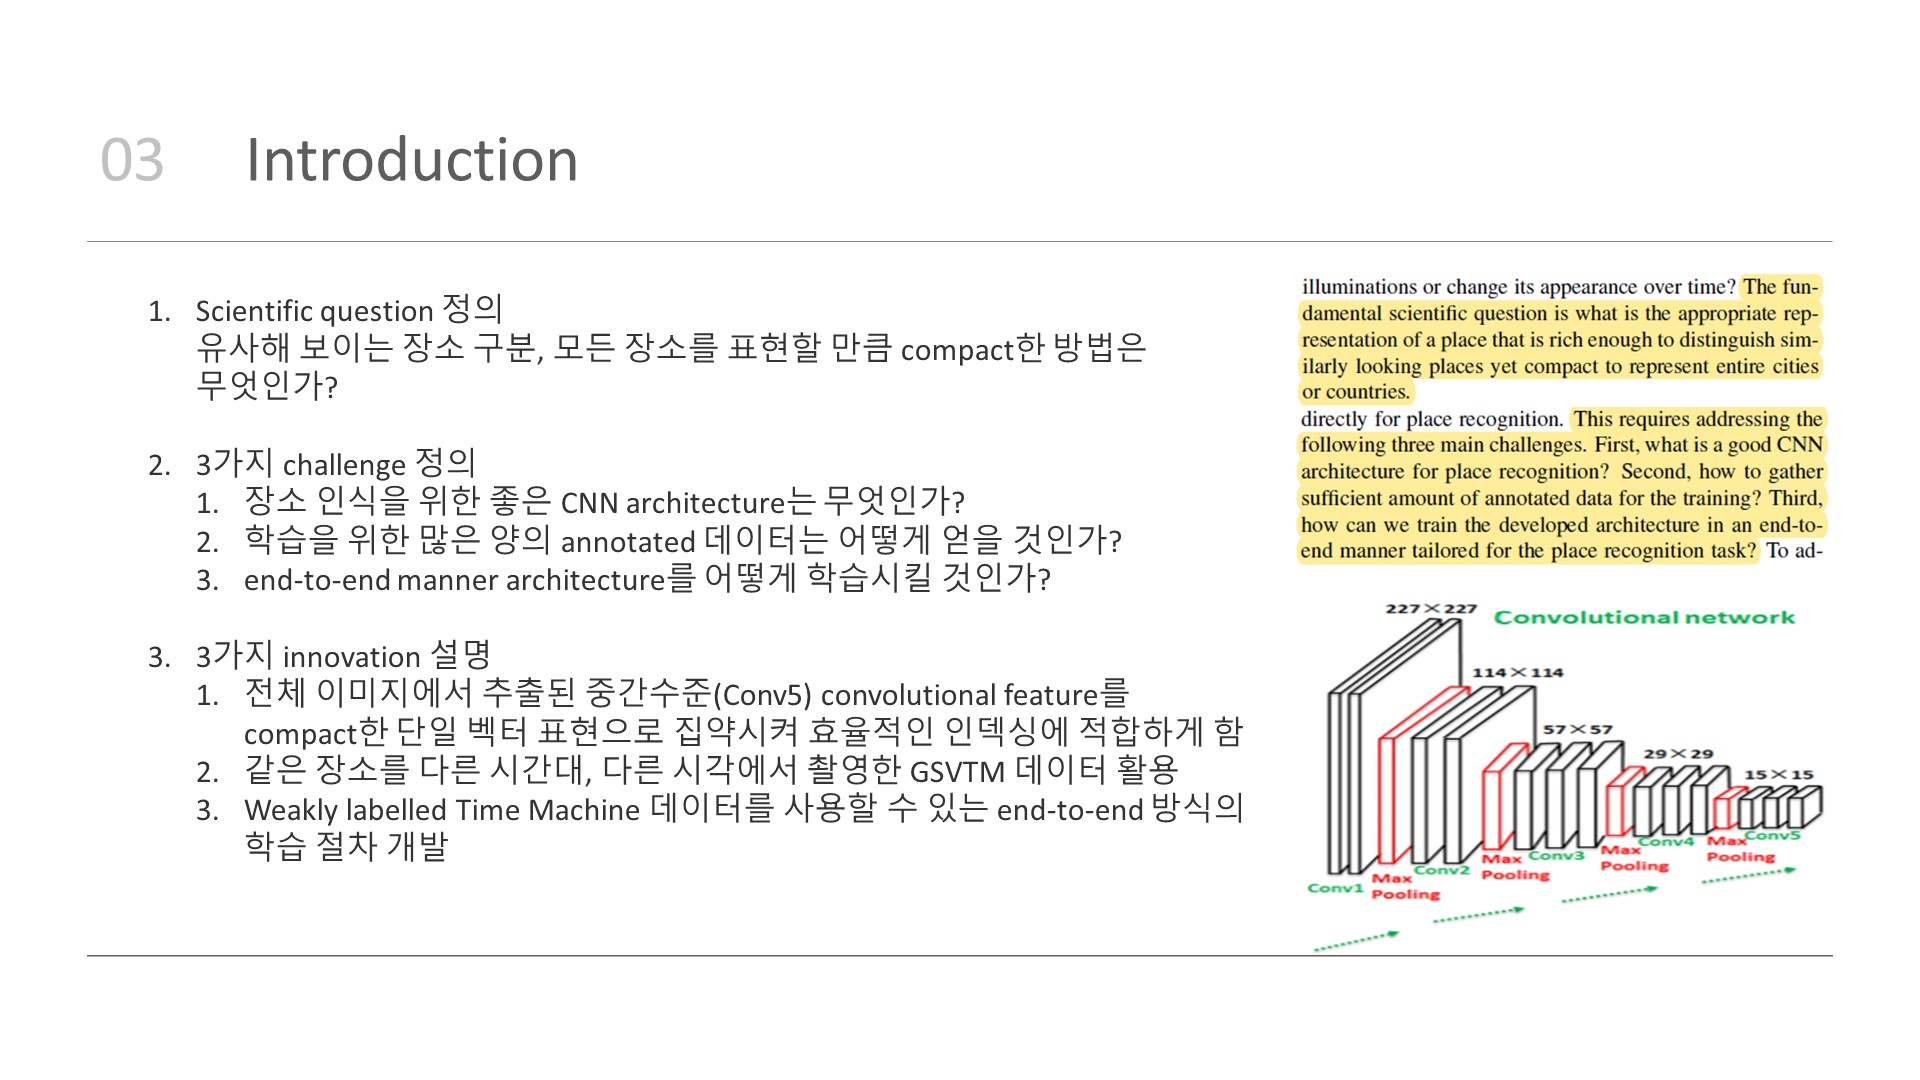 03 Introduction
1. Scientific question 정의
유사해 보이는 장소 구분, 모든 장소를 표현할 만큼 compact한 방법은
무엇인가?
2. 3가지 challenge 정의
1. 장소 인식을 위한 좋은 CNN architecture는 무엇인가?
2. 학습을 위한 많은 양의 annotated 데이터는 어떻게 얻을 것인가?
3. end-to-end manner architecture를 어떻게 학습시킬 것인가?
3. 3가지 innovation 설명
1. 전체 이미지에서 추출된 중간수준(Conv5) convolutional feature를
compact한 단일 벡터 표현으로 집약시켜 효율적인 인덱싱에 적합하게 함
2. 같은 장소를 다른 시간대, 다른 시각에서 촬영한 GSVTM 데이터 활용
3. Weakly labelled Time Machine 데이터를 사용할 수 있는 end-to-end 방식의
학습 절차 개발
illuminations or change its appearance over time? The fun-
damental scientific question is what is the appropriate rep-
resentation of a place that is rich enough to distinguish sim-
ilarly looking places yet compact to represent entire cities
or countries.
directly for place recognition. This requires addressing the
following three main challenges. First, what is a good CNN
architecture for place recognition? Second, how to gather
sufficient amount of annotated data for the training? Third,
how can we train the developed architecture in an end-to-
end manner tailored for the place recognition task? To ad-
227×227
Convolutional network
114×114
57×57
29×29
15×15
Conv1
Max
Pooling
Conv2
Max
Pooling
Conv3
Max
Pooling
Conv4
Max
Pooling
Conv5